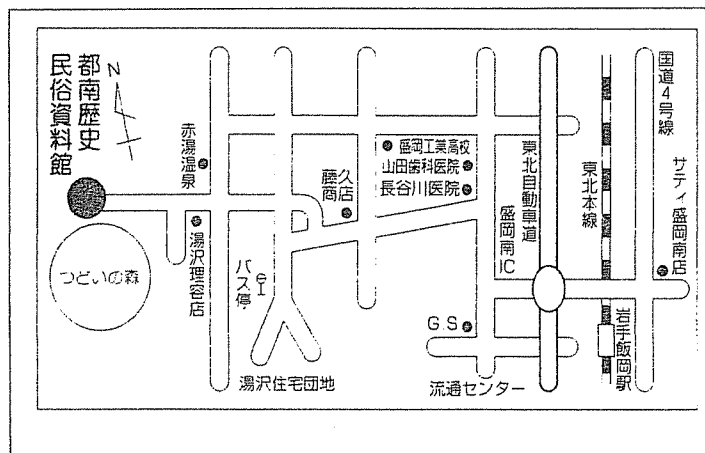 都南歴史
民俗資料館
N
赤湯温泉
湯沢理容店
つどいの森
バス停
藤久
商店
盛岡工業高校
山田歯科医院
長谷川医院
東北自動車道
盛岡南IC
東北本線
国道4号線
サティ盛岡南店
岩手飯岡駅
G.S
湯沢住宅団地
流通センター